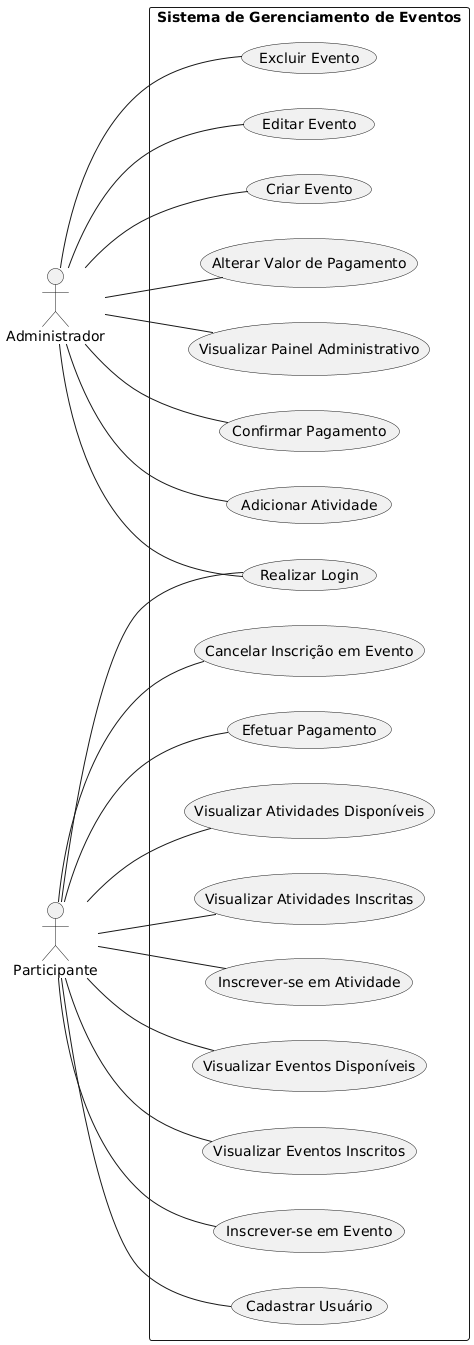 Sistema de Gerenciamento de Eventos
Excluir Evento
Editar Evento
Criar Evento
Alterar Valor de Pagamento
Administrador
Visualizar Painel Administrativo
Confirmar Pagamento
Adicionar Atividade
Realizar Login
Cancelar Inscrição em Evento
Efetuar Pagamento
Visualizar Atividades Disponíveis
Visualizar Atividades Inscritas
Participante
Inscrever-se em Atividade
Visualizar Eventos Disponíveis
Visualizar Eventos Inscritos
Inscrever-se em Evento
Cadastrar Usuário